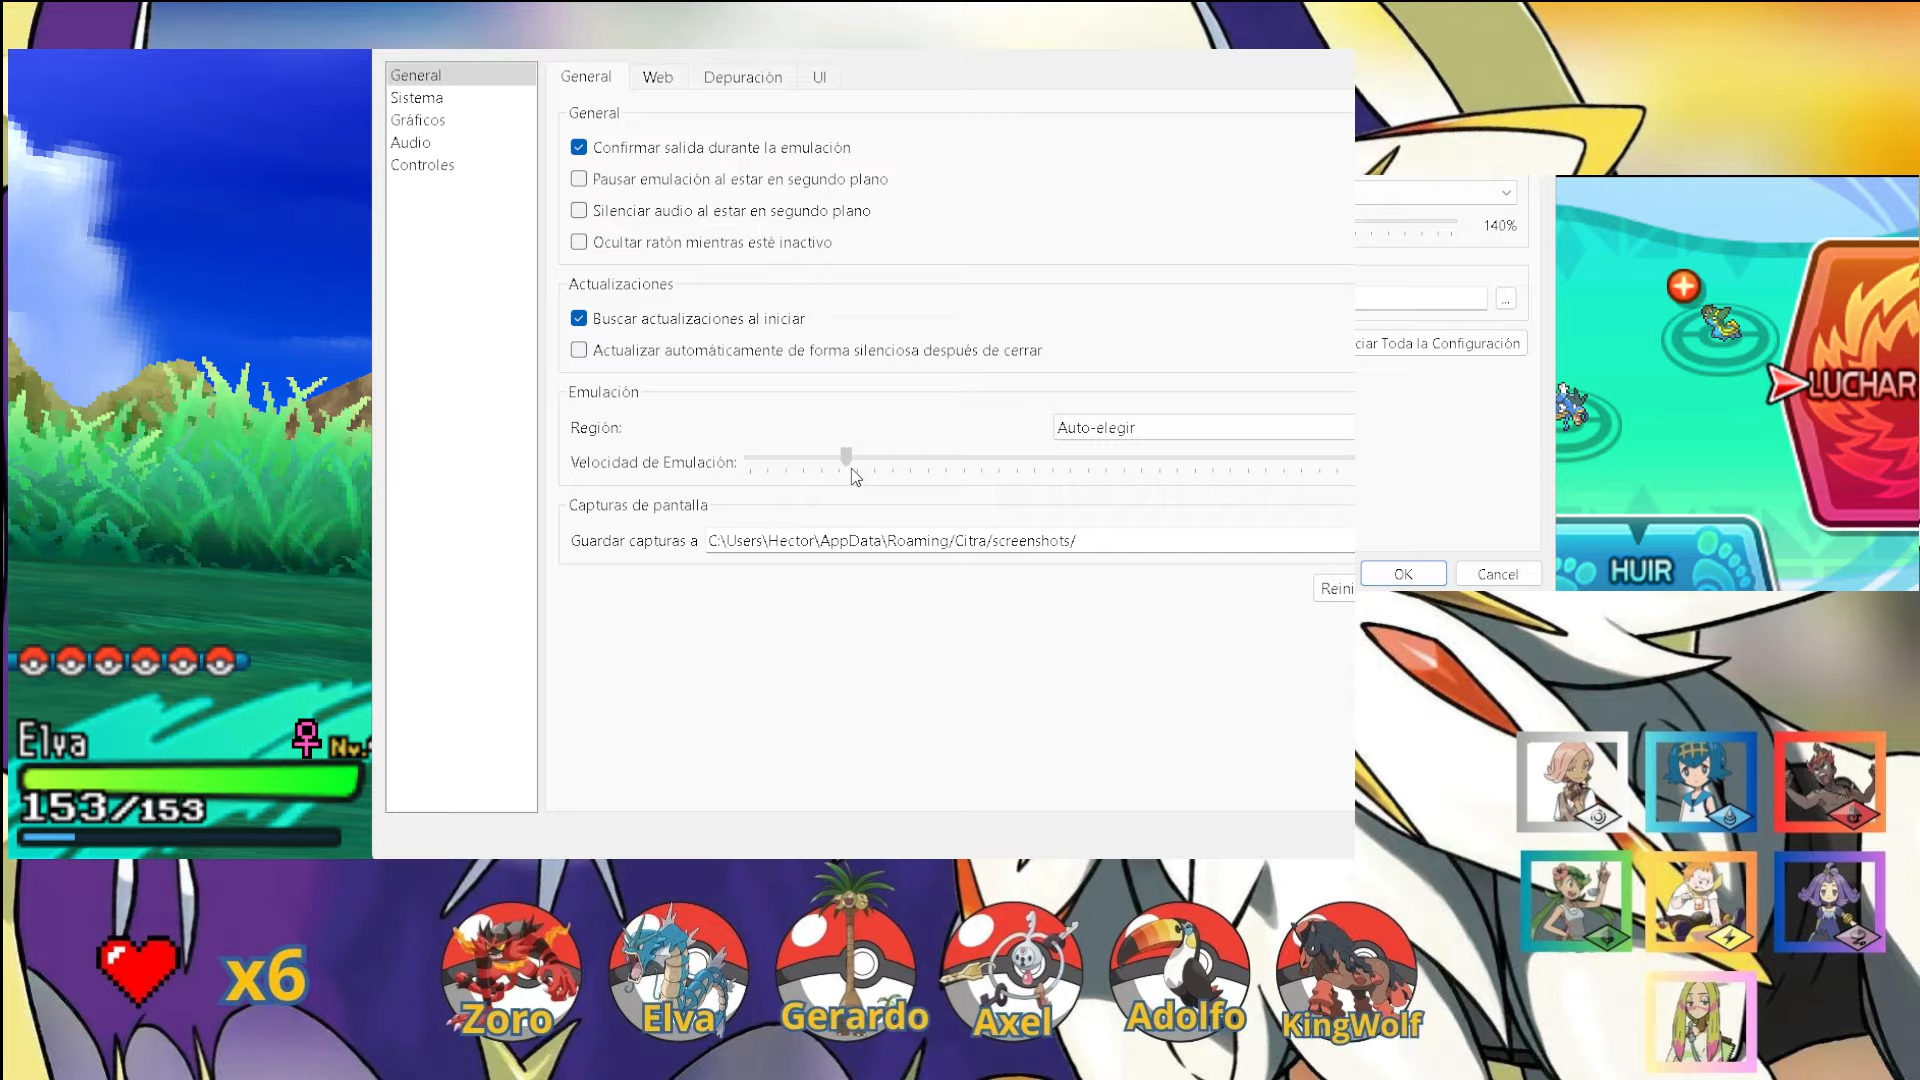 General
Sistema
Gráficos
Audio
Controles
General Web Depuración UI
General
Confirmar salida durante la emulación
Pausar emulación al estar en segundo plano
Silenciar audio al estar en segundo plano
Ocultar ratón mientras esté inactivo
Actualizaciones
Buscar actualizaciones al iniciar
Actualizar automáticamente de forma silenciosa después de cerrar
Emulación
Región: Auto-elegir
Velocidad de Emulación:
Capturas de pantalla
Guardar capturas a C:\Users\Hector\AppData\Roaming/Citra/screenshots/
Reini
140%
...
ciar Toda la Configuración
OK Cancel
LUCHAR
HUIR
Elva Nv.
153/153
x6
Zoro Elva Gerardo Axel Adolfo KingWolf